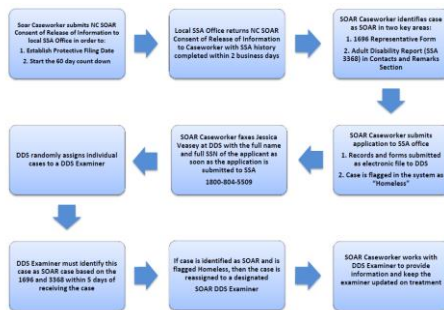 Soar Caseworker submits NC SOAR
Consent of Release of Information to
local SSA Office in order to:
1. Establish Protective Filing Date
2. Start the 60 day count down
Local SSA Office returns NC SOAR
Consent of Release of Information
to Caseworker with SSA history
completed within 2 business days
SOAR Caseworker identifies case
as SOAR in two key areas:
1. 1696 Representative Form
2. Adult Disability Report (SSA
3368) in Contacts and Remarks
Section
SOAR Caseworker submits
application to SSA office
1. Records and forms submitted
as electronic file to DDS
2. Case is flagged in the system as
"Homeless"
SOAR Caseworker faxes Jessica
Veasey at DDS with the full name
and full SSN of the applicant as
soon as the application is
submitted to SSA
1800-804-5509
DDS randomly assigns individual
cases to a DDS Examiner
DDS Examiner must identify this
case as SOAR case based on the
1696 and 3368 within 5 days of
receiving the case
If case is identified as SOAR and is
flagged Homeless, then the case is
reassigned to a designated
SOAR DDS Examiner
SOAR Caseworker works with
DDS Examiner to provide
information and keep the
examiner updated on treatment